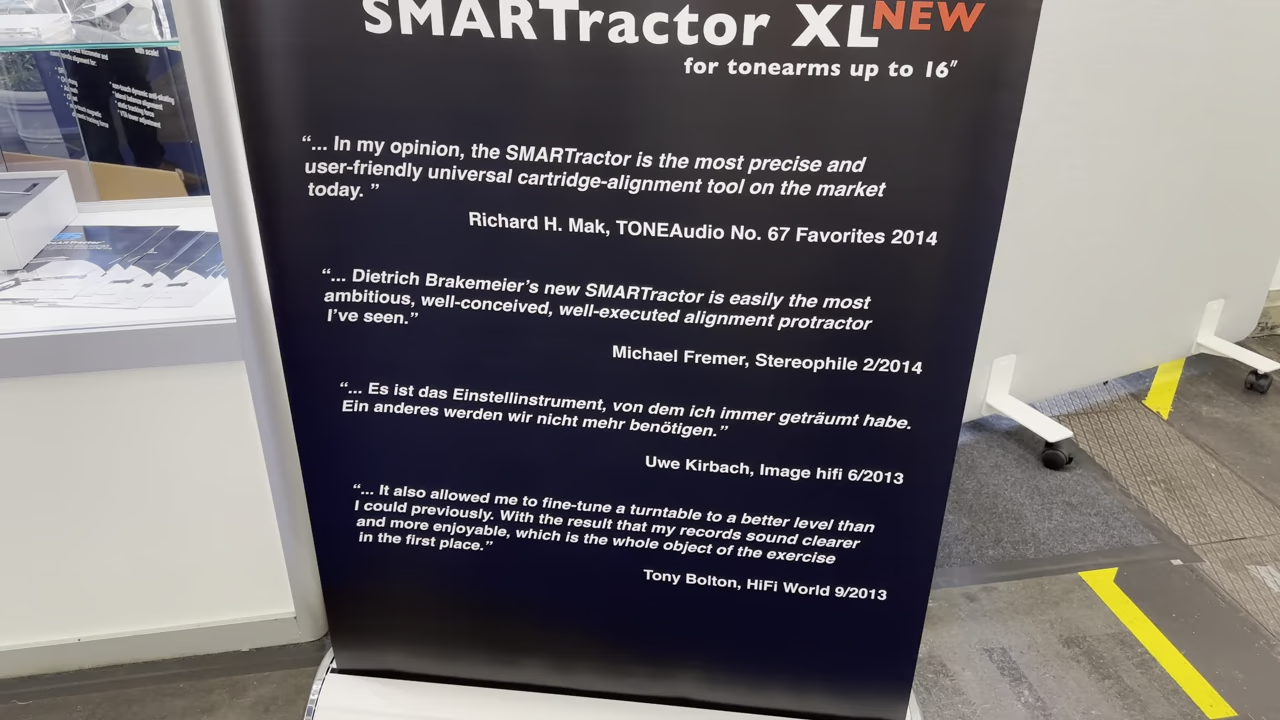 SMARTractor XL NEW
for tonearms up to 16"
“... In my opinion, the SMARTractor is the most precise and
user-friendly universal cartridge-alignment tool on the market
today. ”
Richard H. Mak, TONEAudio No. 67 Favorites 2014
“... Dietrich Brakemeier’s new SMARTractor is easily the most
ambitious, well-conceived, well-executed alignment protractor
I’ve seen.”
Michael Fremer, Stereophile 2/2014
“... Es ist das Einstellinstrument, von dem ich immer geträumt habe.
Ein anderes werden wir nicht mehr benötigen.”
Uwe Kirbach, Image hifi 6/2013
“... It also allowed me to fine-tune a turntable to a better level than
I could previously. With the result that my records sound clearer
and more enjoyable, which is the whole object of the exercise
in the first place.”
Tony Bolton, HiFi World 9/2013